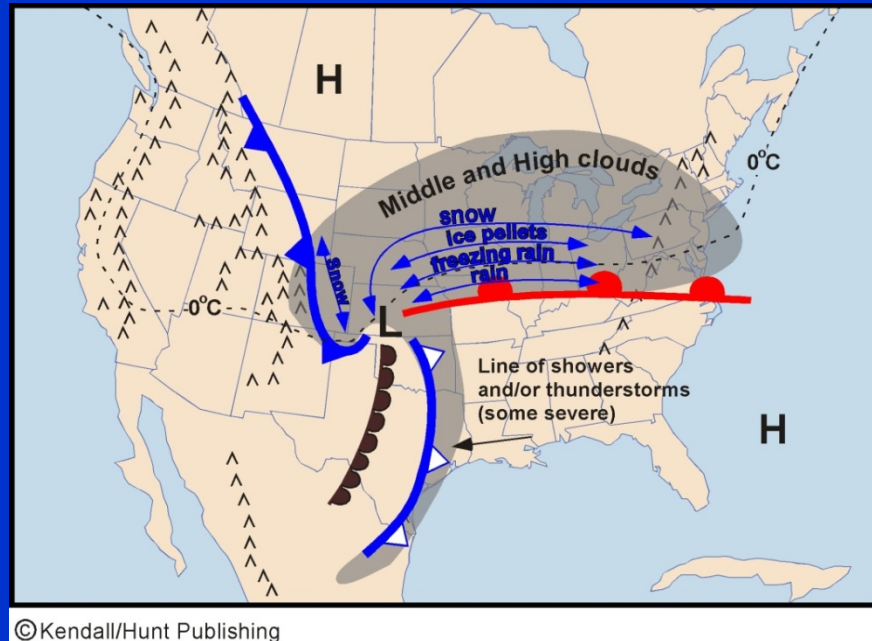 H
Middle and High clouds
0°C
snow
ice pellets
freezing rain
rain
Snow
0°C
L
Line of showers
and/or thunderstorms
(some severe)
H
©Kendall/Hunt Publishing